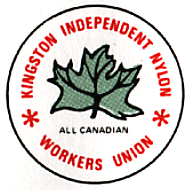 KINGSTON INDEPENDENT NYLON
ALL CANADIAN
WORKERS UNION